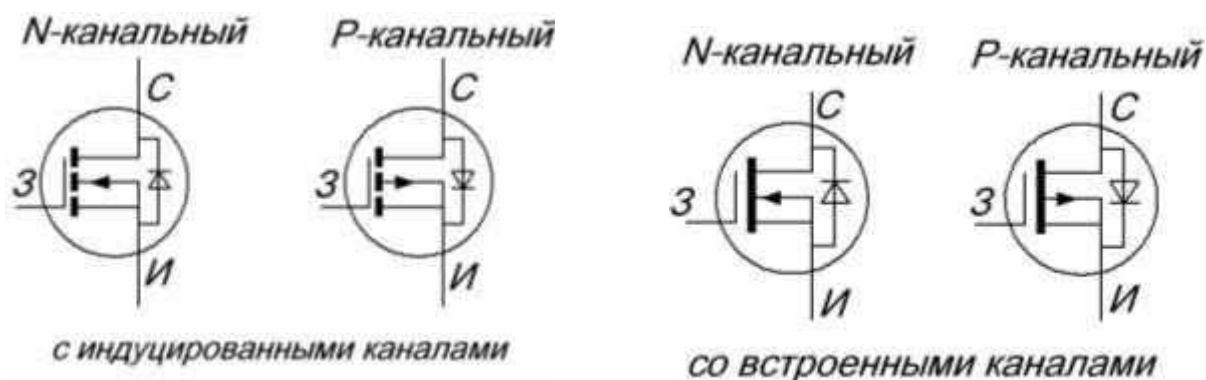 N-канальный P-канальный
С С
З З
И И
с индуцированными каналами
N-канальный P-канальный
С С
З З
И И
со встроенными каналами